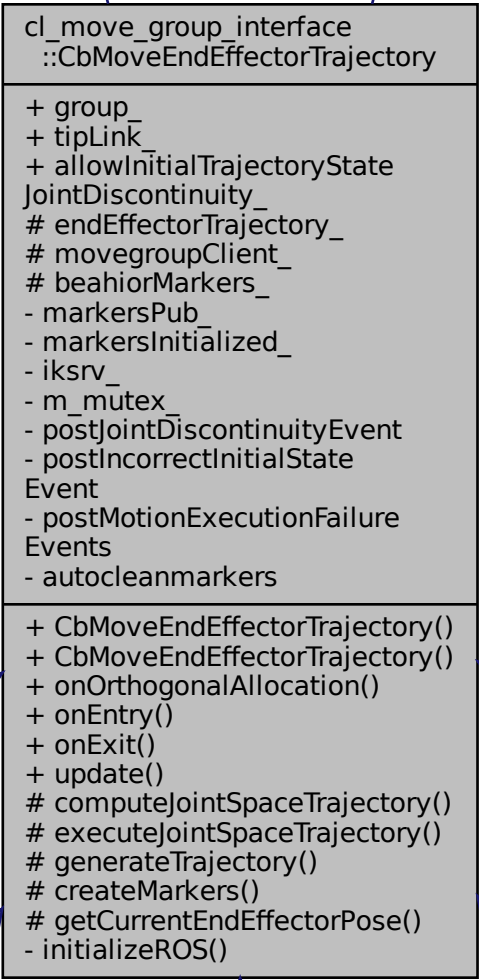 cl_move_group_interface
::CbMoveEndEffectorTrajectory
+ group_
+ tipLink_
+ allowInitialTrajectoryState
JointDiscontinuity_
# endEffectorTrajectory_
# movegroupClient_
# beahiorMarkers_
- markersPub_
- markersInitialized_
- iksrv_
- m_mutex_
- postJointDiscontinuityEvent
- postIncorrectInitialState
Event
- postMotionExecutionFailure
Events
- autocleanmarkers
+ CbMoveEndEffectorTrajectory()
+ CbMoveEndEffectorTrajectory()
+ onOrthogonalAllocation()
+ onEntry()
+ onExit()
+ update()
# computeJointSpaceTrajectory()
# executeJointSpaceTrajectory()
# generateTrajectory()
# createMarkers()
# getCurrentEndEffectorPose()
- initializeROS()